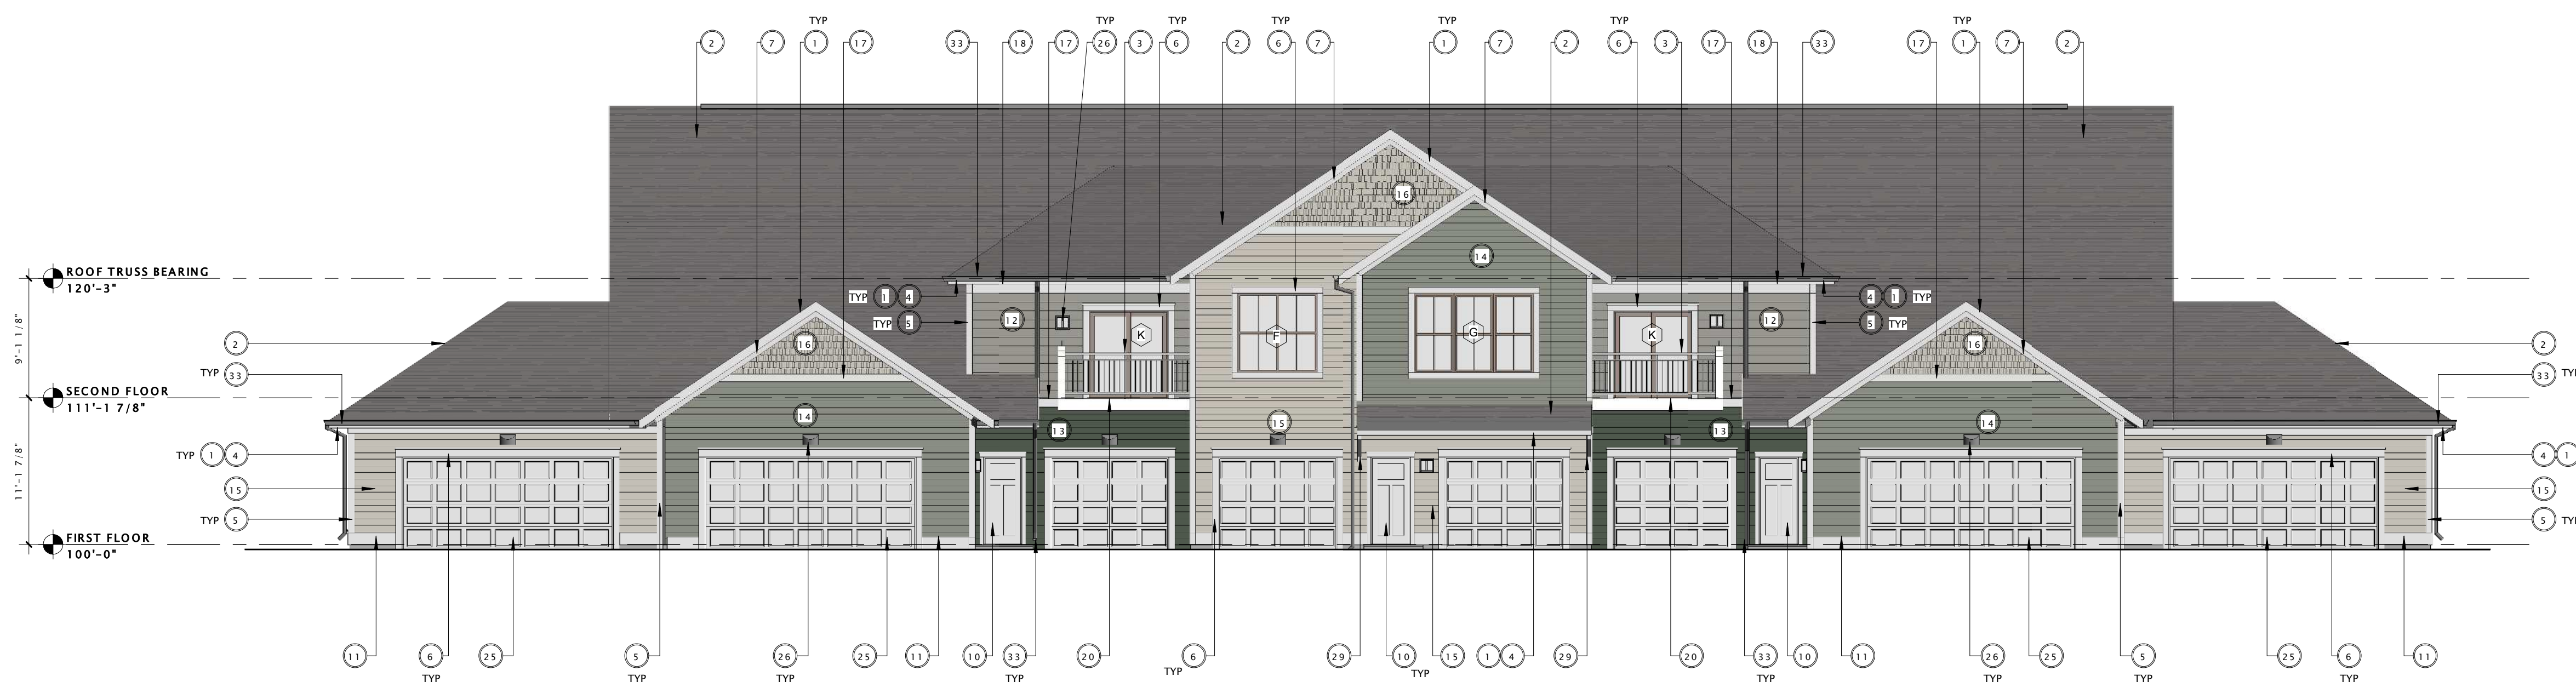 TYP TYP TYP TYP TYP TYP TYP
2 7 1 17 33 18 17 26 3 6 2 6 7 1 7 2 6 3 17 18 33 17 1 7 2
16
14
ROOF TRUSS BEARING
120'-3"
TYP 1 4 4 1 TYP
TYP 5 12 12 5 TYP
K F G K
9'-1 1/8"
2 16 16 2
TYP 33 33 TYP
SECOND FLOOR
111'-1 7/8"
14 13 15 13 14
TYP 1 4 4 1
11'-1 7/8"
15 15
TYP 5 5 TYP
FIRST FLOOR
100'-0"
11 6 25 5 26 25 11 10 33 20 6 29 10 15 1 4 29 20 33 10 11 26 25 5 25 6 11
TYP TYP TYP TYP TYP TYP TYP TYP TYP TYP